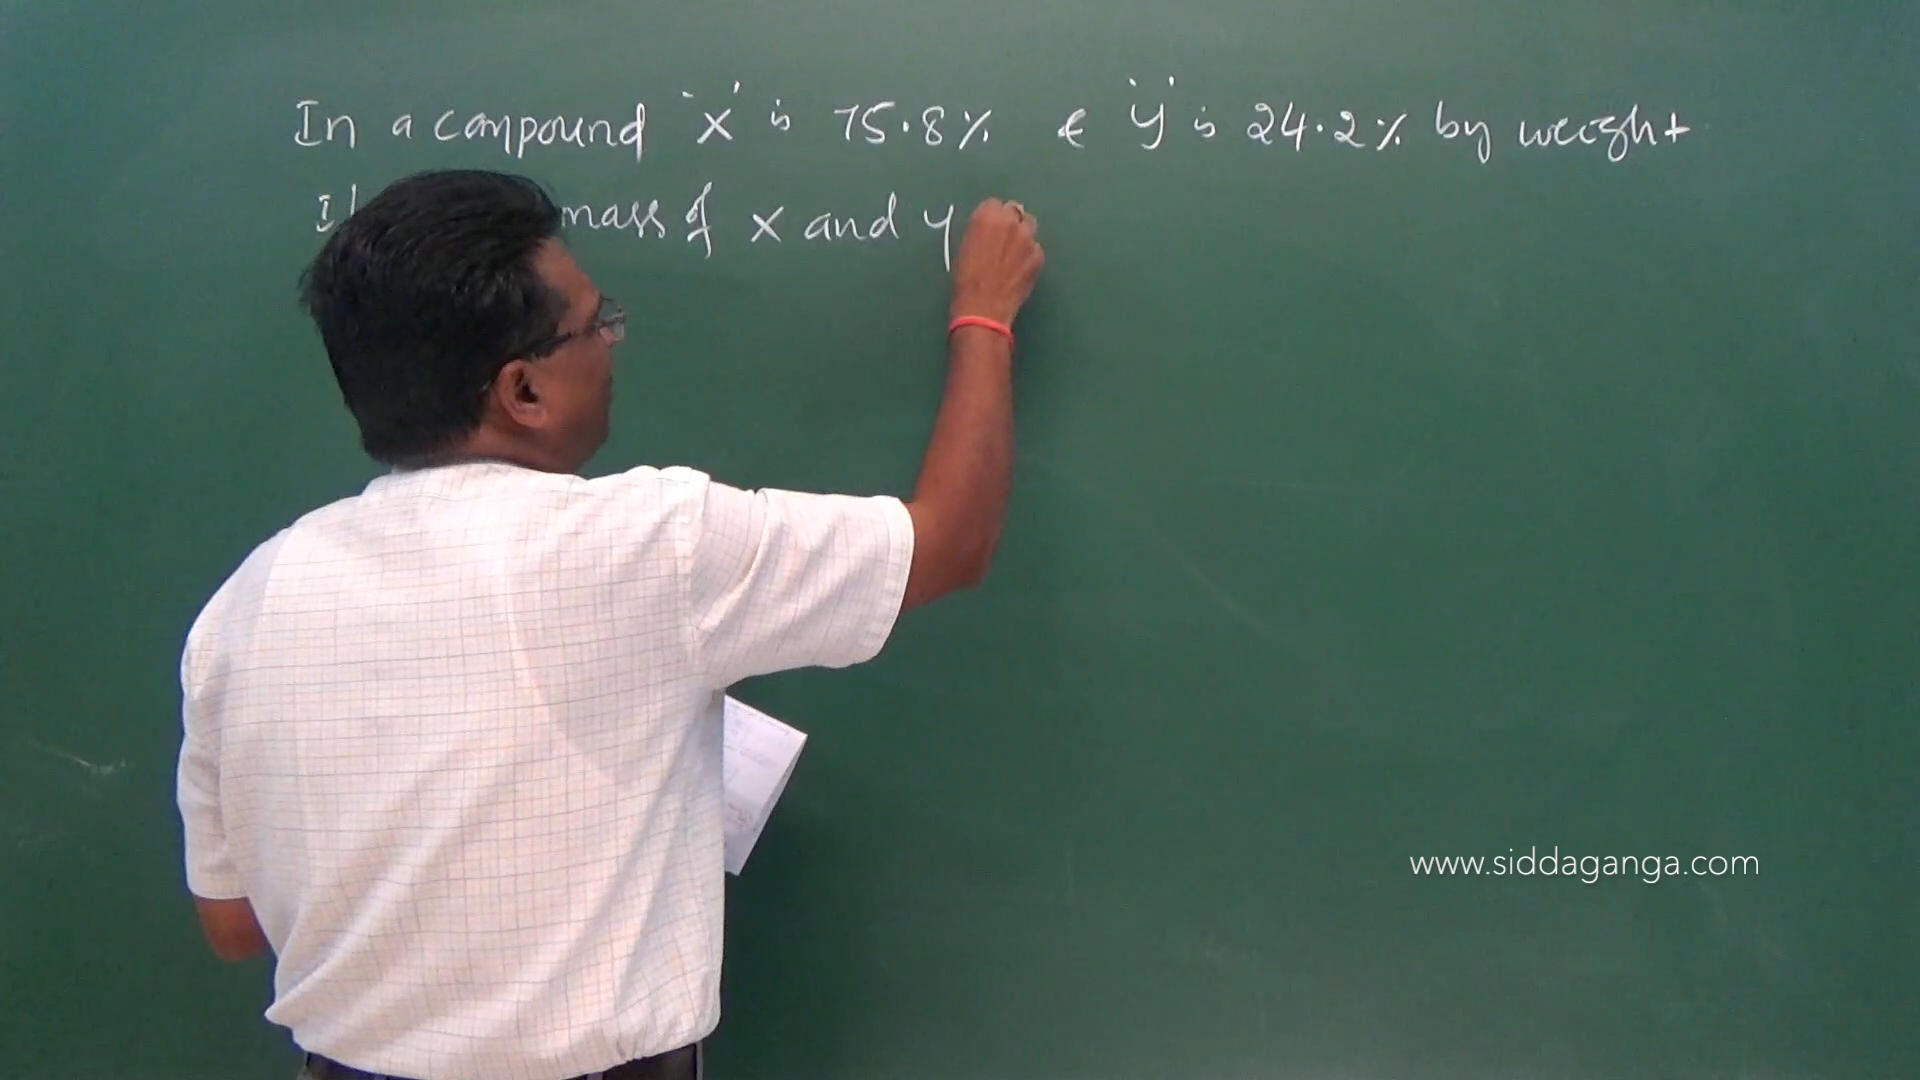 In a compound 'x' is 75.8% & 'y' is 24.2% by weight
mass of x and y
www.siddaganga.com